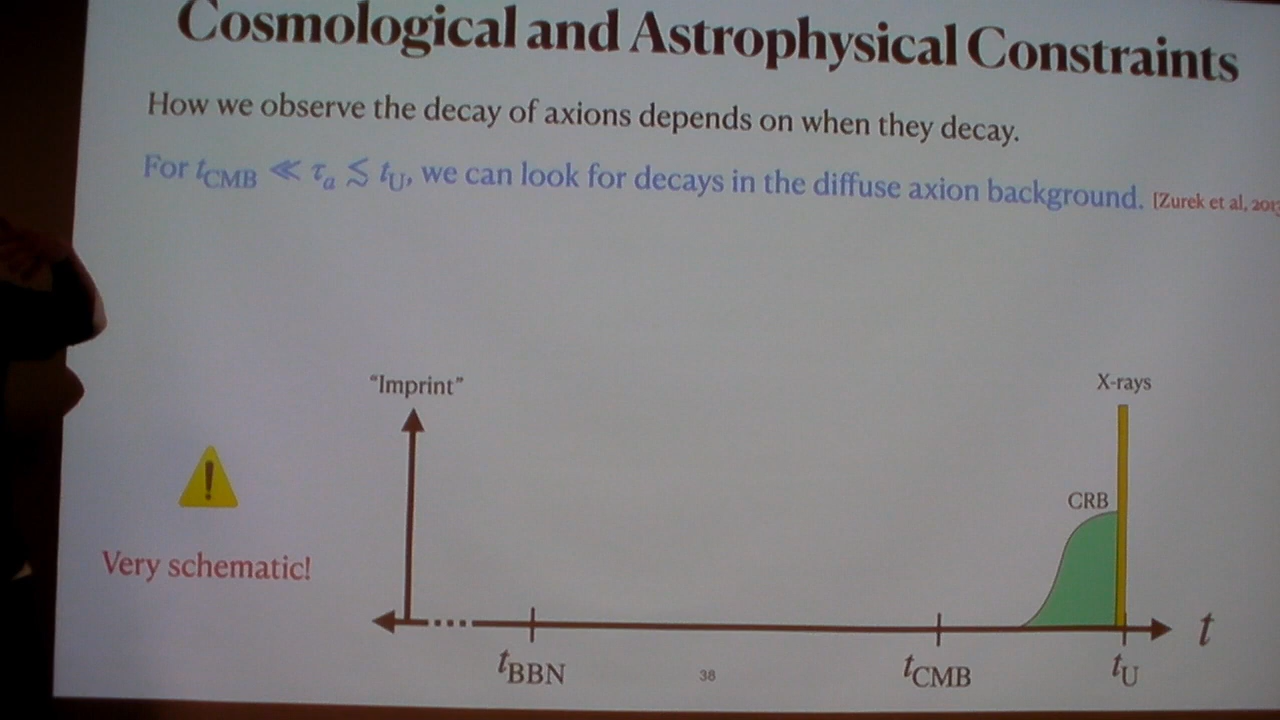 Cosmological and Astrophysical Constraints
How we observe the decay of axions depends on when they decay.
For t_CMB ≪ τ_a ≲ t_U, we can look for decays in the diffuse axion background. [Zurek et al,
"Imprint"
X-rays
CRB
!
Very schematic!
t
t_BBN
t_CMB
t_U
38